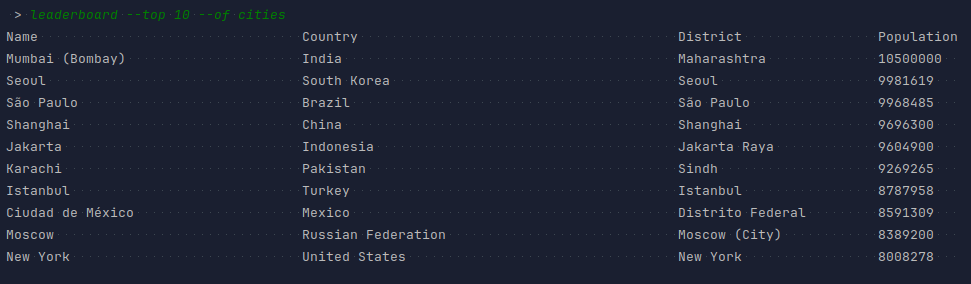 > leaderboard --top 10 --of cities
Name Country District Population
Mumbai (Bombay) India Maharashtra 10500000
Seoul South Korea Seoul 9981619
São Paulo Brazil São Paulo 9968485
Shanghai China Shanghai 9696300
Jakarta Indonesia Jakarta Raya 9604900
Karachi Pakistan Sindh 9269265
Istanbul Turkey Istanbul 8787958
Ciudad de México Mexico Distrito Federal 8591309
Moscow Russian Federation Moscow (City) 8389200
New York United States New York 8008278